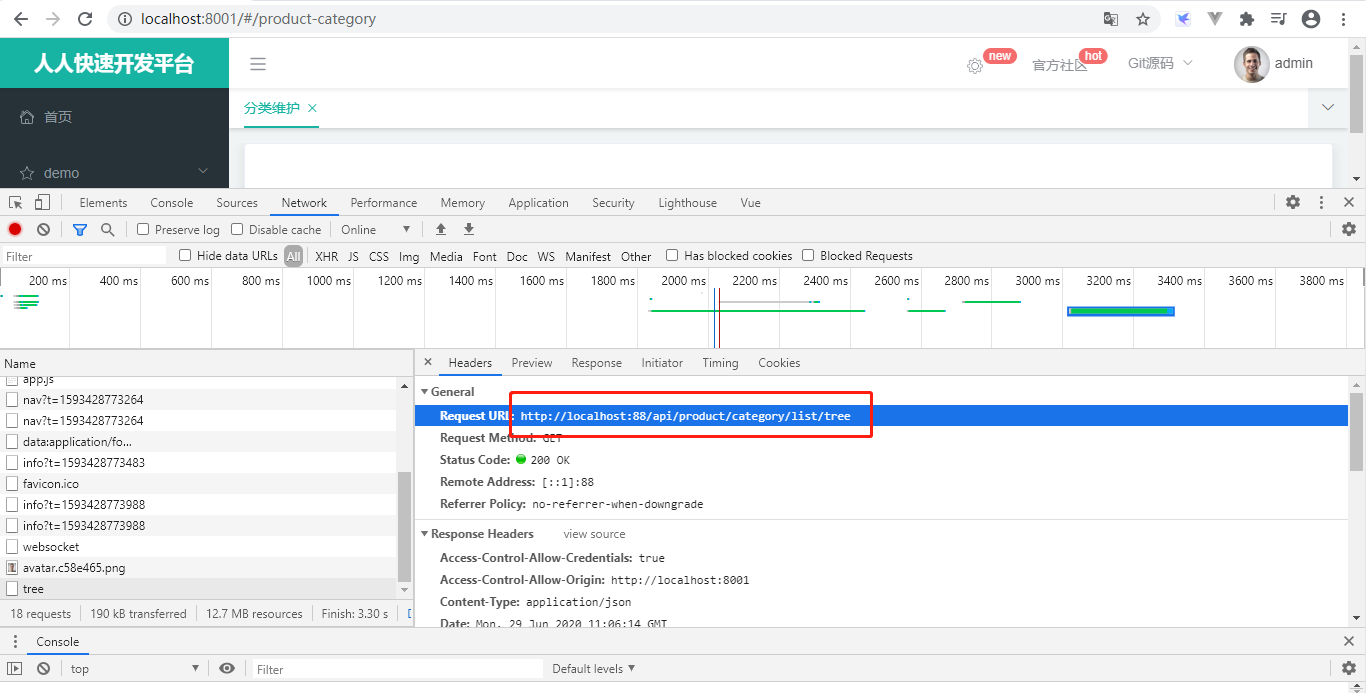 localhost:8001/#/product-category
人人快速开发平台
new
官方社区
hot
Git源码
admin
首页
分类维护
demo
Elements Console Sources Network Performance Memory Application Security Lighthouse Vue
Preserve log Disable cache Online
Filter Hide data URLs All XHR JS CSS Img Media Font Doc WS Manifest Other Has blocked cookies Blocked Requests
200 ms 400 ms 600 ms 800 ms 1000 ms 1200 ms 1400 ms 1600 ms 1800 ms 2000 ms 2200 ms 2400 ms 2600 ms 2800 ms 3000 ms 3200 ms 3400 ms 3600 ms 3800 ms
Name
app.js
nav?t=1593428773264
nav?t=1593428773264
data:application/fo...
info?t=1593428773483
favicon.ico
info?t=1593428773988
info?t=1593428773988
websocket
avatar.c58e465.png
tree
18 requests 190 kB transferred 12.7 MB resources Finish: 3.30 s
Headers Preview Response Initiator Timing Cookies
General
Request URL: http://localhost:88/api/product/category/list/tree
Request Method: GET
Status Code: 200 OK
Remote Address: [::1]:88
Referrer Policy: no-referrer-when-downgrade
Response Headers view source
Access-Control-Allow-Credentials: true
Access-Control-Allow-Origin: http://localhost:8001
Content-Type: application/json
Date: Mon, 29 Jun 2020 11:06:14 GMT
Console
top Filter Default levels